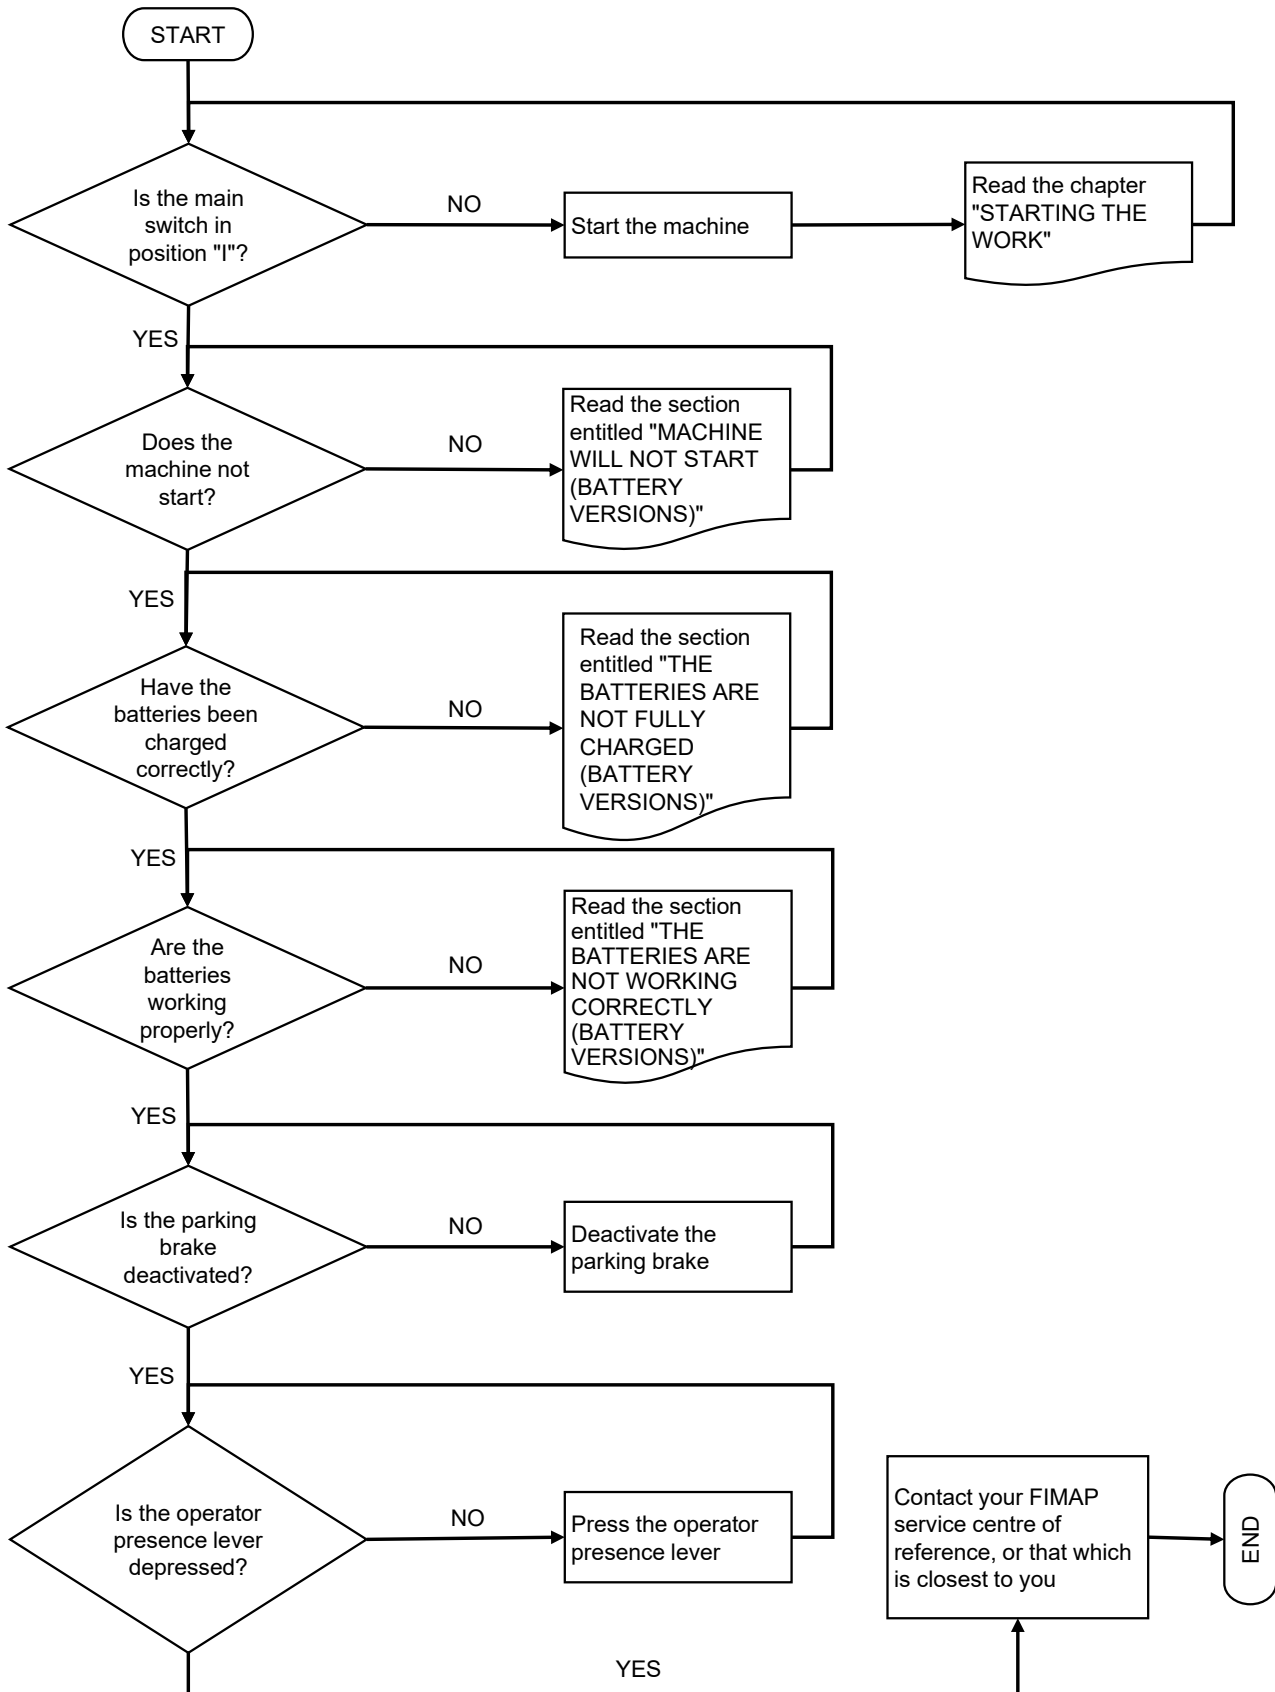 START
Is the main
switch in
position "I"?
NO
Start the machine
Read the chapter
"STARTING THE
WORK"
YES
Does the
machine not
start?
NO
Read the section
entitled "MACHINE
WILL NOT START
(BATTERY
VERSIONS)"
YES
Have the
batteries been
charged
correctly?
NO
Read the section
entitled "THE
BATTERIES ARE
NOT FULLY
CHARGED
(BATTERY
VERSIONS)"
YES
Are the
batteries
working
properly?
NO
Read the section
entitled "THE
BATTERIES ARE
NOT WORKING
CORRECTLY
(BATTERY
VERSIONS)"
YES
Is the parking
brake
deactivated?
NO
Deactivate the
parking brake
YES
Is the operator
presence lever
depressed?
NO
Press the operator
presence lever
YES
Contact your FIMAP
service centre of
reference, or that which
is closest to you
END